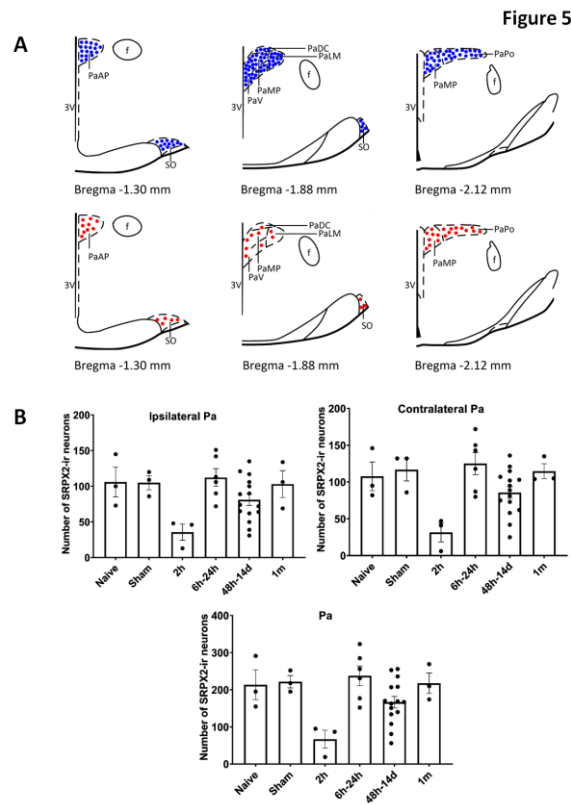 Figure 5
A
f
f
f
PaAP
PaDC
PaLM
PaMP
PaV
PaPo
PaMP
3V
3V
3V
SO
SO
Bregma -1.30 mm
Bregma -1.88 mm
Bregma -2.12 mm
f
f
f
PaAP
PaDC
PaLM
PaMP
PaV
PaPo
PaMP
3V
3V
3V
SO
SO
Bregma -1.30 mm
Bregma -1.88 mm
Bregma -2.12 mm
B
Ipsilateral Pa
Number of SRPX2-ir neurons
200
150
100
50
0
Naive
Sham
2h
6h-24h
48h-14d
1m
Contralateral Pa
Number of SRPX2-ir neurons
200
150
100
50
0
Naive
Sham
2h
6h-24h
48h-14d
1m
Pa
Number of SRPX2-ir neurons
400
300
200
100
0
Naive
Sham
2h
6h-24h
48h-14d
1m